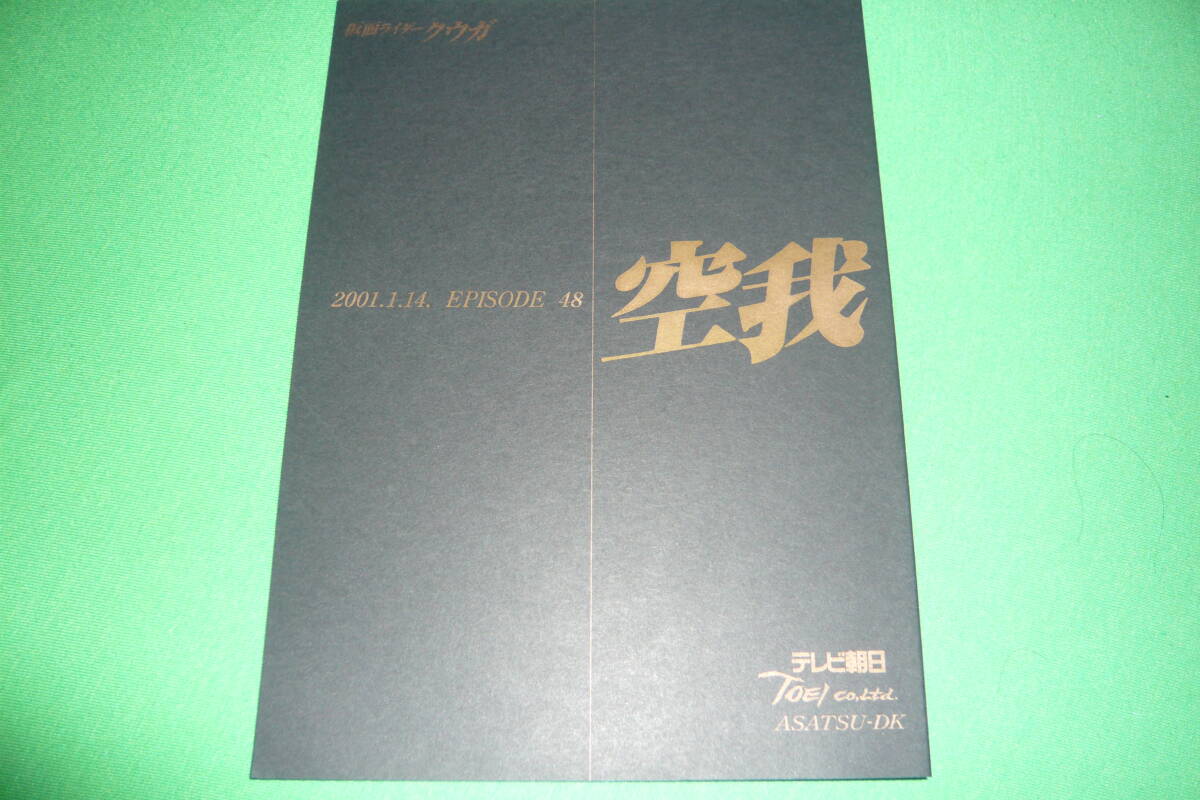 仮面ライダークウガ
2001.1.14. EPISODE 48
空我
テレビ朝日
TOEI CO., Ltd.
ASATSU-DK